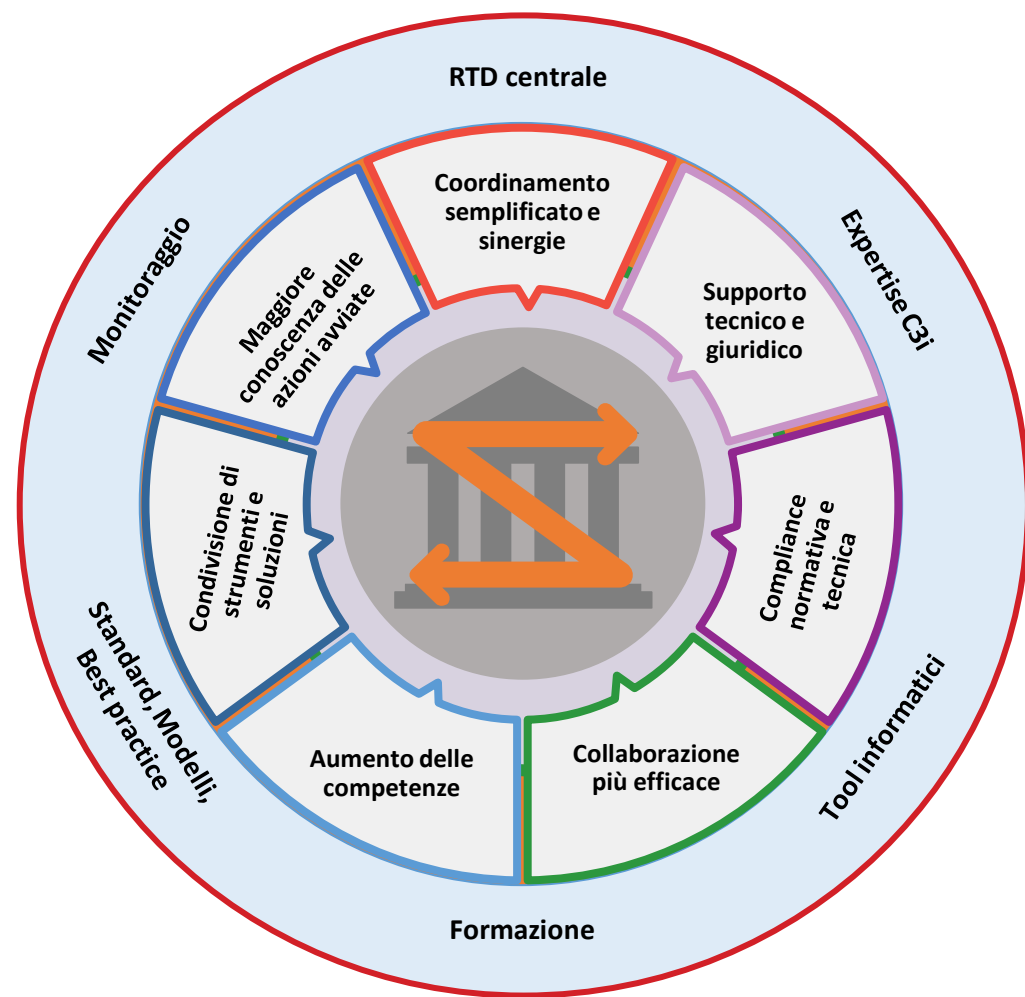 RTD centrale
Expertise C3i
Tool informatici
Formazione
Standard, Modelli,
Best practice
Monitoraggio
Coordinamento
semplificato e
sinergie
Supporto
tecnico e
giuridico
Compliance
normativa e
tecnica
Collaborazione
più efficace
Aumento delle
competenze
Condivisione di
strumenti e
soluzioni
Maggiore
conoscenza delle
azioni avviate